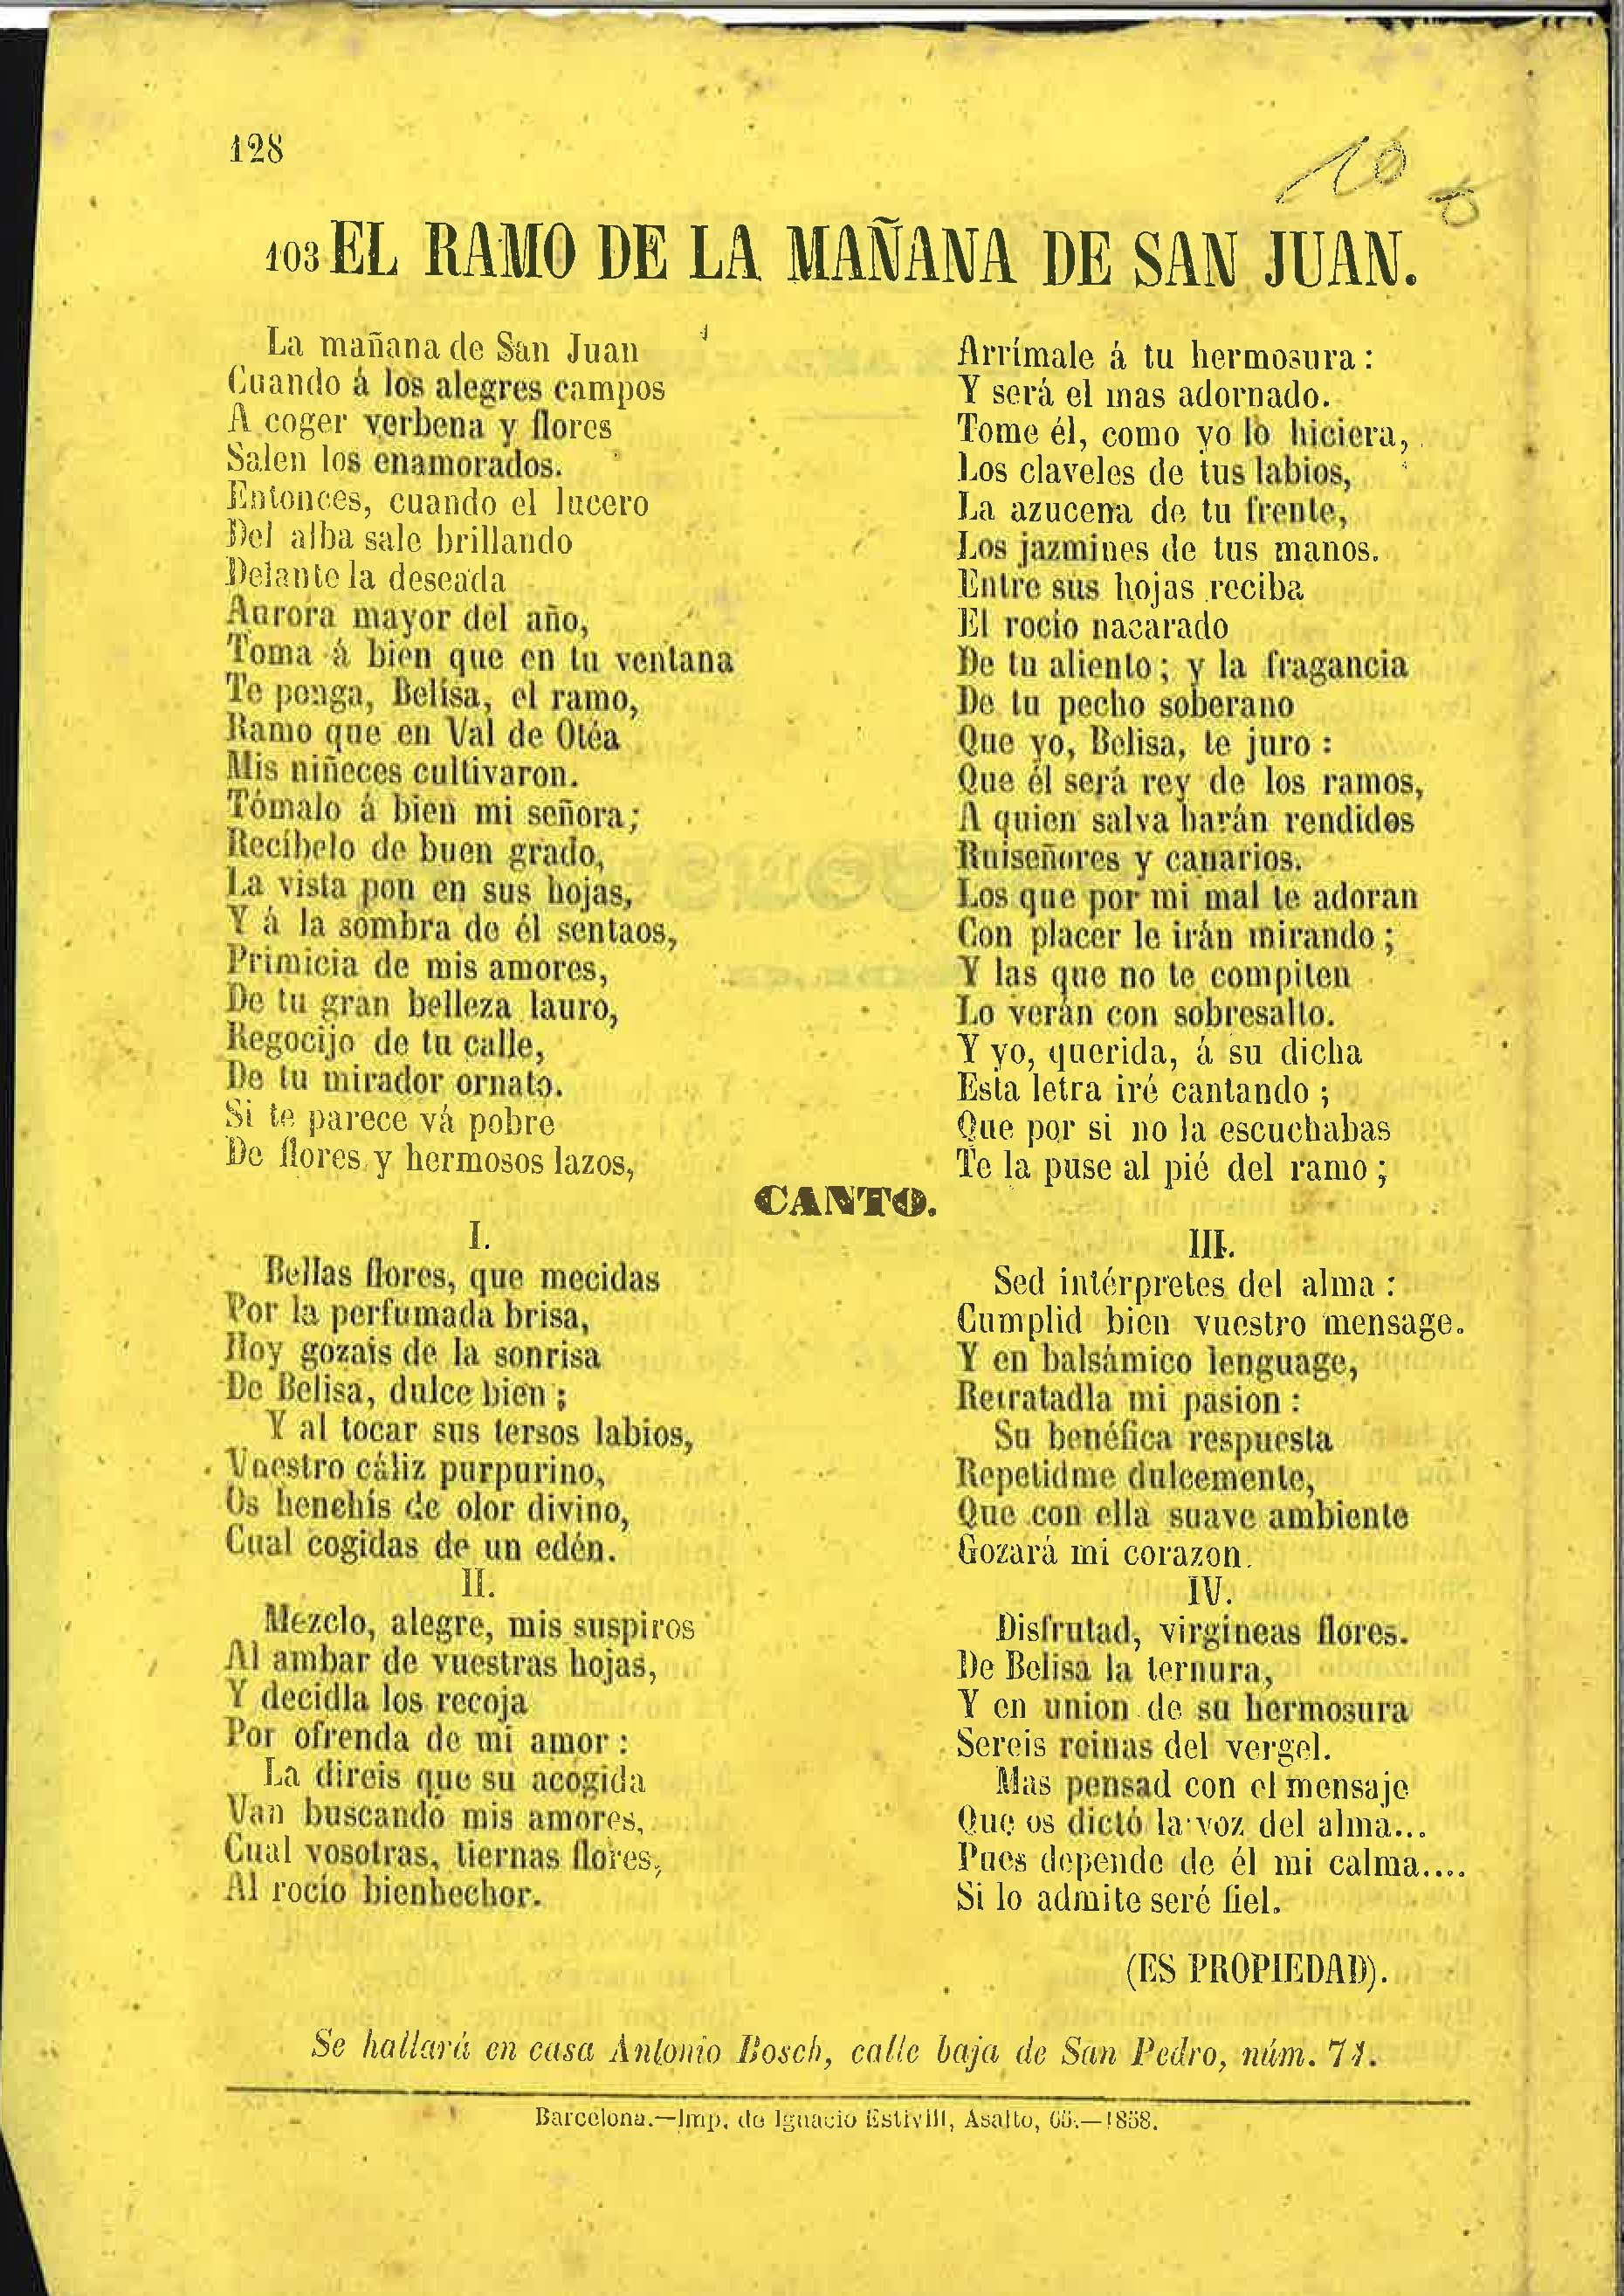 128
10
103 EL RAMO DE LA MAÑANA DE SAN JUAN.
La mañana de San Juan
Cuando á los alegres campos
A coger verbena y flores
Salen los enamorados.
Entonces, cuando el lucero
Del alba sale brillando
Delante la deseada
Aurora mayor del año,
Toma á bien que en tu ventana
Te ponga, Belisa, el ramo,
Ramo que en Val de Otéa
Mis niñeces cultivaron.
Tómalo á bien mi señora;
Recíbelo de buen grado,
La vista pon en sus hojas,
Y á la sombra de él sentaos,
Primicia de mis amores,
De tu gran belleza lauro,
Regocijo de tu calle,
De tu mirador ornato.
Si te parece vá pobre
De flores y hermosos lazos,
Arrímale á tu hermosura:
Y será el mas adornado.
Tome él, como yo lo hiciera,
Los claveles de tus labios,
La azucena de tu frente,
Los jazmines de tus manos.
Entre sus hojas reciba
El rocío nacarado
De tu aliento; y la fragancia
De tu pecho soberano
Que yo, Belisa, te juro:
Que él será rey de los ramos,
A quien salva harán rendidos
Ruiseñores y canarios.
Los que por mi mal te adoran
Con placer le irán mirando;
Y las que no te compiten
Lo verán con sobresalto.
Y yo, querida, á su dicha
Esta letra iré cantando;
Que por si no la escuchabas
Te la puse al pié del ramo;
CANTO.
I.
Bellas flores, que mecidas
Por la perfumada brisa,
Hoy gozais de la sonrisa
De Belisa, dulce bien;
Y al tocar sus tersos labios,
Vuestro cáliz purpurino,
Os henchís de olor divino,
Cual cogidas de un edén.
II.
Mezclo, alegre, mis suspiros
Al ambar de vuestras hojas,
Y decidla los recoja
Por ofrenda de mi amor:
La direis que su acogida
Van buscando mis amores,
Cual vosotras, tiernas flores,
Al rocío bienhechor.
III.
Sed intérpretes del alma:
Cumplid bien vuestro mensage.
Y en balsámico lenguage,
Retratadla mi pasion:
Su benéfica respuesta
Repetidme dulcemente,
Que con ella suave ambiente
Gozará mi corazon.
IV.
Disfrutad, virgineas flores.
De Belisa la ternura,
Y en union de su hermosura
Sereis reinas del vergel.
Mas pensad con el mensaje
Que os dictó la voz del alma...
Pues depende de él mi calma....
Si lo admite seré fiel.
(ES PROPIEDAD).
Se hallará en casa Antonio Bosch, calle baja de San Pedro, núm. 71.
Barcelona.—Imp. de Ignacio Estivill, Asalto, 63.—1858.